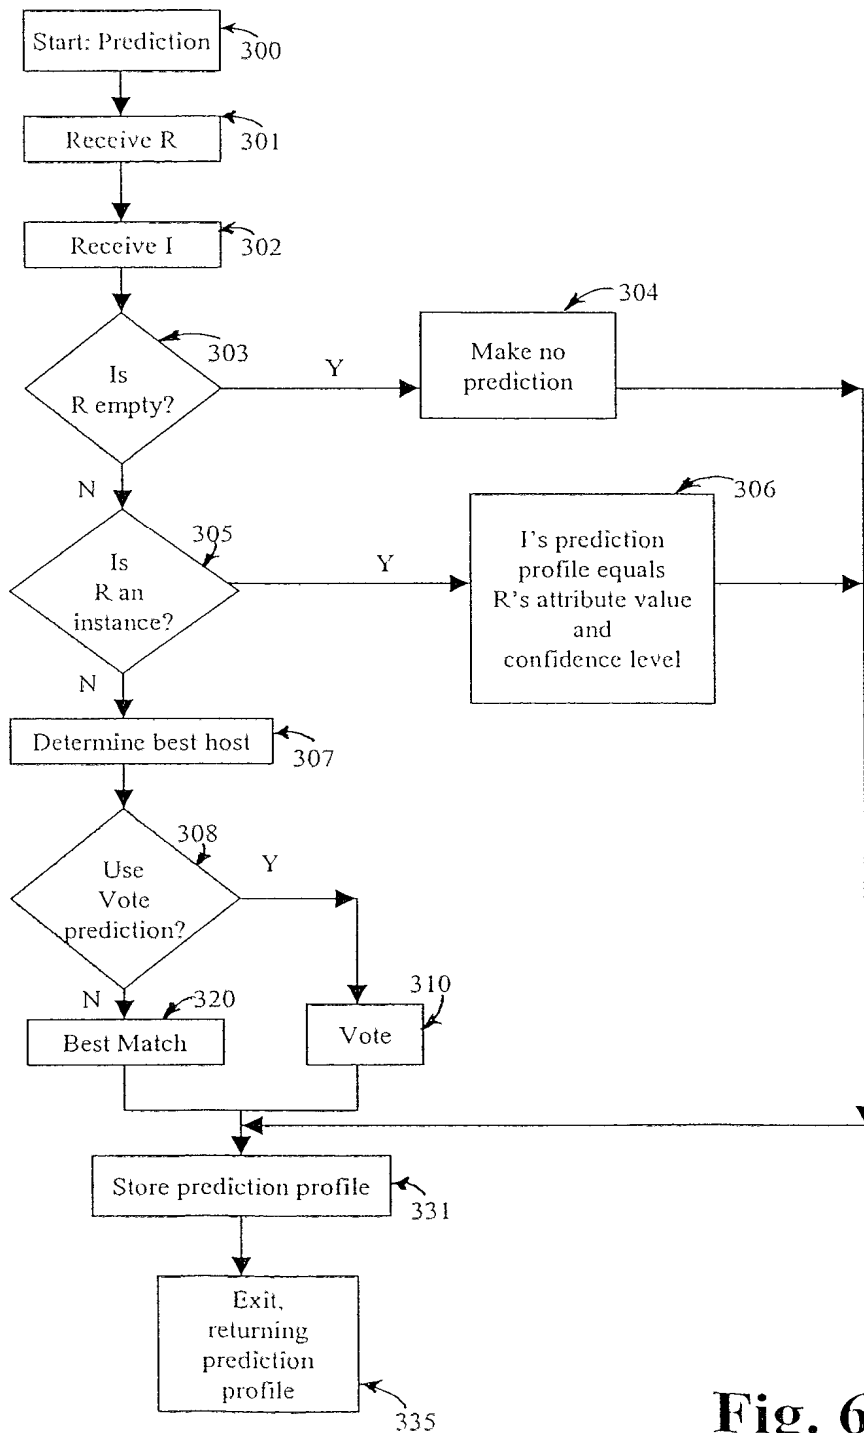 Start: Prediction
300
Receive R
301
Receive I
302
303
Is
R empty?
Y
304
Make no
prediction
N
305
Is
R an
instance?
Y
306
I's prediction
profile equals
R's attribute value
and
confidence level
N
Determine best host
307
308
Use
Vote
prediction?
Y
N
320
Best Match
310
Vote
Store prediction profile
331
Exit,
returning
prediction
profile
335
Fig. 6